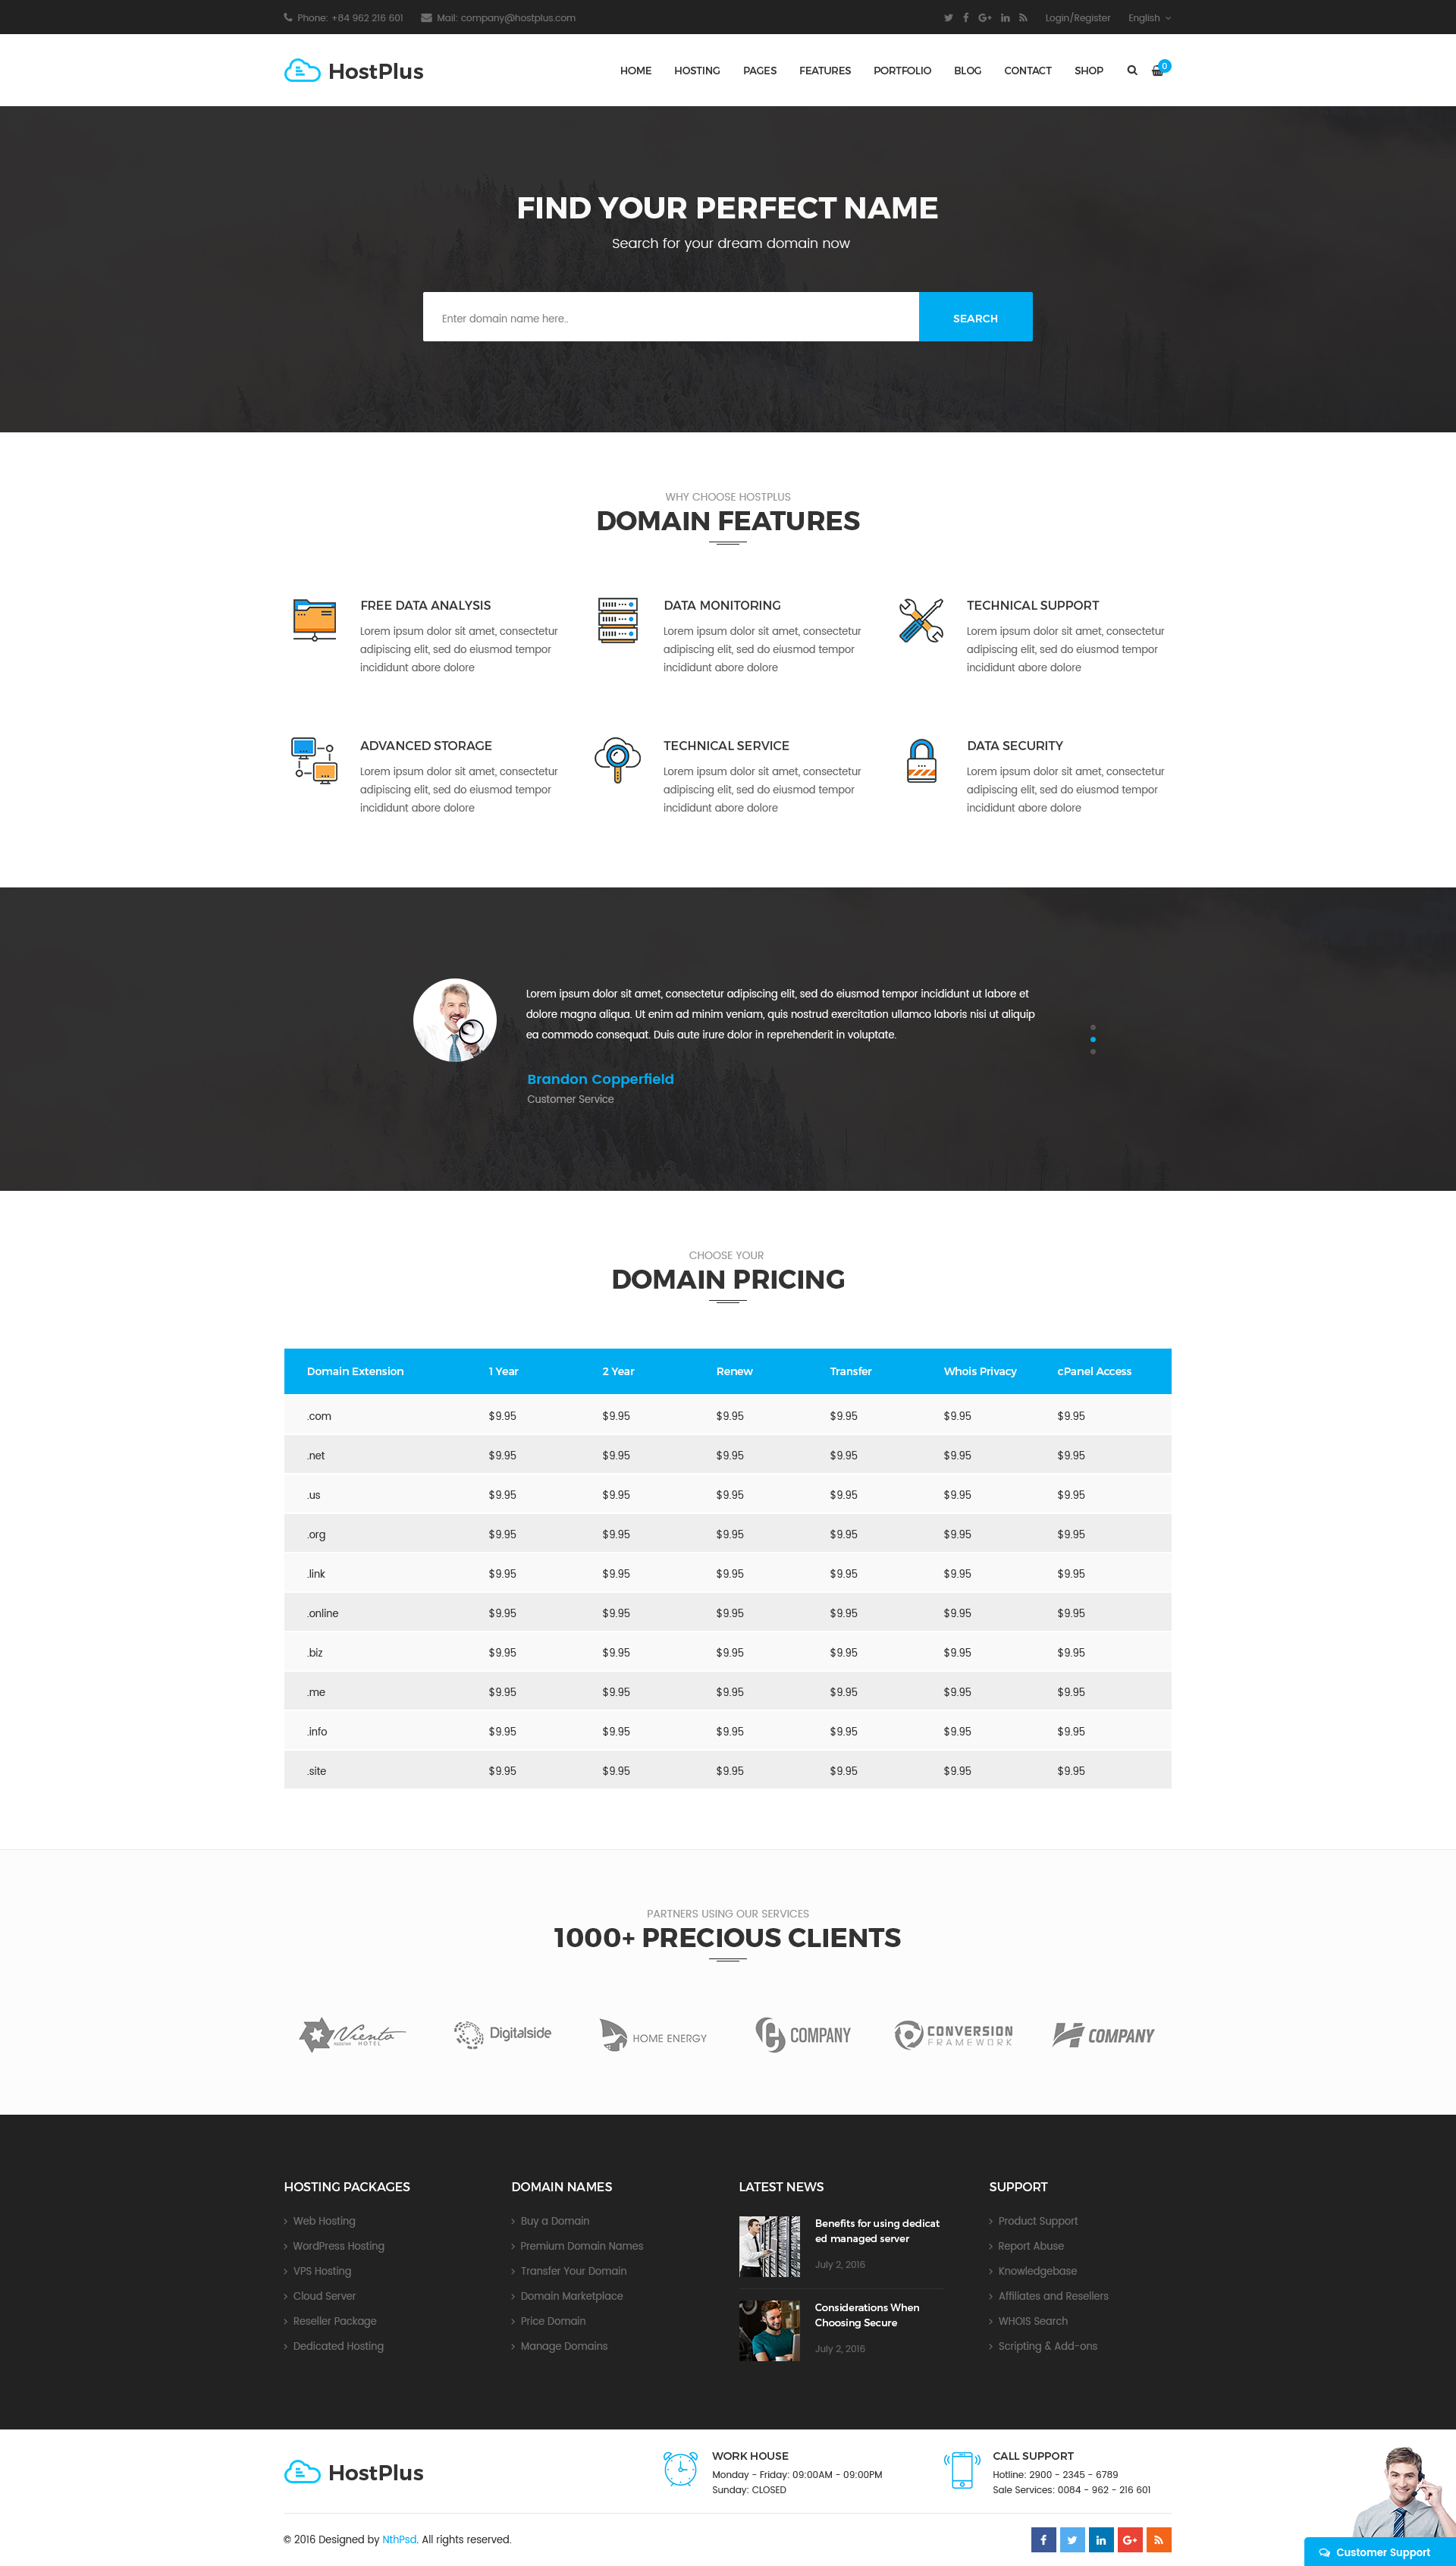 Phone: +84 962 216 601 Mail: company@hostplus.com Login/Register English
HostPlus HOME HOSTING PAGES FEATURES PORTFOLIO BLOG CONTACT SHOP 0
FIND YOUR PERFECT NAME
Search for your dream domain now
Enter domain name here.. SEARCH
WHY CHOOSE HOSTPLUS
DOMAIN FEATURES
FREE DATA ANALYSIS
Lorem ipsum dolor sit amet, consectetur
adipiscing elit, sed do eiusmod tempor
incididunt abore dolore
DATA MONITORING
Lorem ipsum dolor sit amet, consectetur
adipiscing elit, sed do eiusmod tempor
incididunt abore dolore
TECHNICAL SUPPORT
Lorem ipsum dolor sit amet, consectetur
adipiscing elit, sed do eiusmod tempor
incididunt abore dolore
ADVANCED STORAGE
Lorem ipsum dolor sit amet, consectetur
adipiscing elit, sed do eiusmod tempor
incididunt abore dolore
TECHNICAL SERVICE
Lorem ipsum dolor sit amet, consectetur
adipiscing elit, sed do eiusmod tempor
incididunt abore dolore
DATA SECURITY
Lorem ipsum dolor sit amet, consectetur
adipiscing elit, sed do eiusmod tempor
incididunt abore dolore
Lorem ipsum dolor sit amet, consectetur adipiscing elit, sed do eiusmod tempor incididunt ut labore et
dolore magna aliqua. Ut enim ad minim veniam, quis nostrud exercitation ullamco laboris nisi ut aliquip
ea commodo consequat. Duis aute irure dolor in reprehenderit in voluptate.
Brandon Copperfield
Customer Service
CHOOSE YOUR
DOMAIN PRICING
Domain Extension 1 Year 2 Year Renew Transfer Whois Privacy cPanel Access
.com $9.95 $9.95 $9.95 $9.95 $9.95 $9.95
.net $9.95 $9.95 $9.95 $9.95 $9.95 $9.95
.us $9.95 $9.95 $9.95 $9.95 $9.95 $9.95
.org $9.95 $9.95 $9.95 $9.95 $9.95 $9.95
.link $9.95 $9.95 $9.95 $9.95 $9.95 $9.95
.online $9.95 $9.95 $9.95 $9.95 $9.95 $9.95
.biz $9.95 $9.95 $9.95 $9.95 $9.95 $9.95
.me $9.95 $9.95 $9.95 $9.95 $9.95 $9.95
.info $9.95 $9.95 $9.95 $9.95 $9.95 $9.95
.site $9.95 $9.95 $9.95 $9.95 $9.95 $9.95
PARTNERS USING OUR SERVICES
1000+ PRECIOUS CLIENTS
Viento
HOTEL
Digitalside
HOME ENERGY
COMPANY
CONVERSION
FRAMEWORK
COMPANY
HOSTING PACKAGES
Web Hosting
WordPress Hosting
VPS Hosting
Cloud Server
Reseller Package
Dedicated Hosting
DOMAIN NAMES
Buy a Domain
Premium Domain Names
Transfer Your Domain
Domain Marketplace
Price Domain
Manage Domains
LATEST NEWS
Benefits for using dedicat
ed managed server
July 2, 2016
Considerations When
Choosing Secure
July 2, 2016
SUPPORT
Product Support
Report Abuse
Knowledgebase
Affiliates and Resellers
WHOIS Search
Scripting & Add-ons
HostPlus
WORK HOUSE
Monday - Friday: 09:00AM - 09:00PM
Sunday: CLOSED
CALL SUPPORT
Hotline: 2900 - 2345 - 6789
Sale Services: 0084 - 962 - 216 601
© 2016 Designed by NthPsd. All rights reserved.
Customer Support